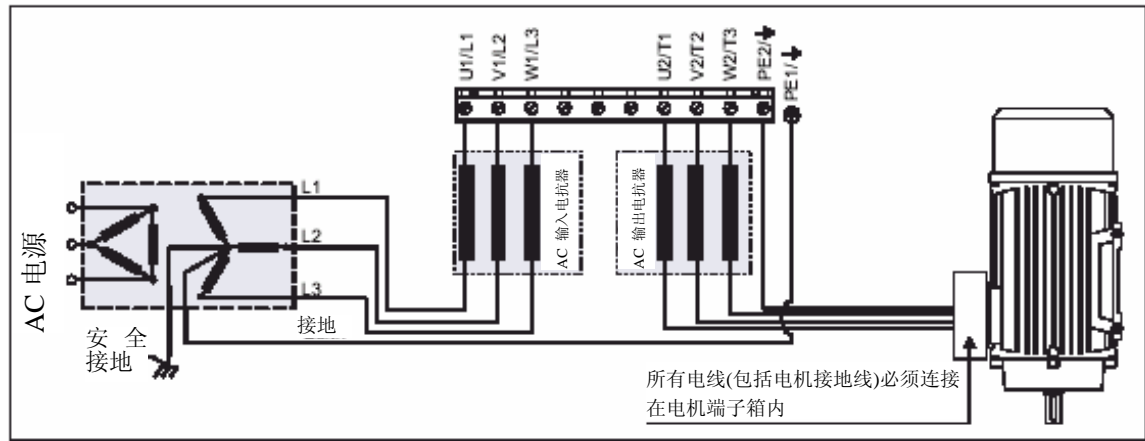 U1/L1
V1/L2
W1/L3
U2/T1
V2/T2
W2/T3
PE2/
PE1/
AC 输入电抗器
AC 输出电抗器
L1
L2
L3
AC 电源
接地
安 全
接地
所有电线(包括电机接地线)必须连接
在电机端子箱内